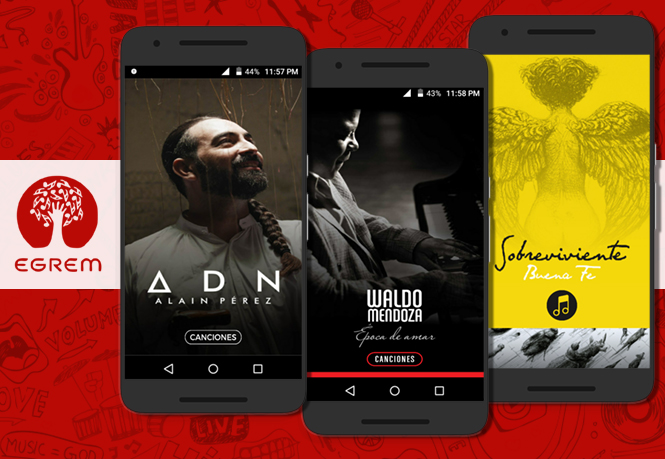 EGREM
44% 11:57 PM
ADN
ALAIN PÉREZ
CANCIONES
43% 11:58 PM
WALDO
MENDOZA
Época de amar
CANCIONES
Sobreviviente
Buena Fe
VOLUME
LOVE
MUSIC = GOD
LIVE